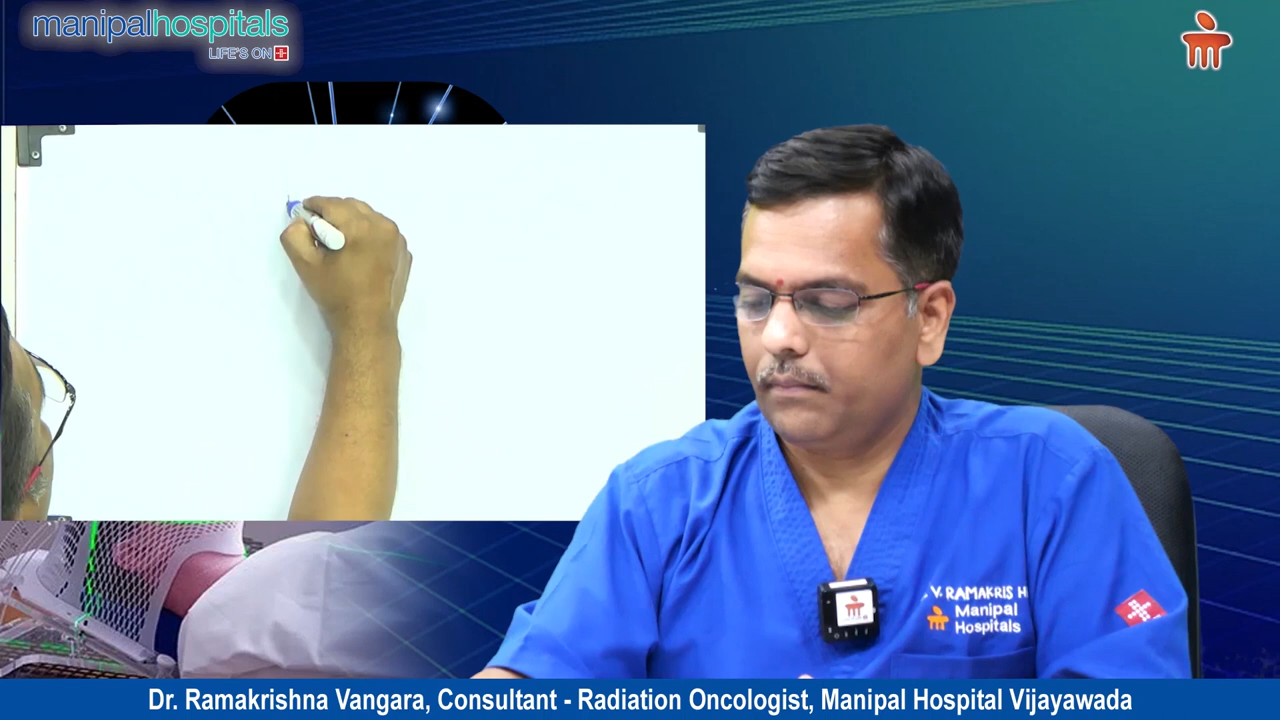 manipalhospitals
LIFE'S ON
V. RAMAKRIS H
Manipal
Hospitals
Dr. Ramakrishna Vangara, Consultant - Radiation Oncologist, Manipal Hospital Vijayawada